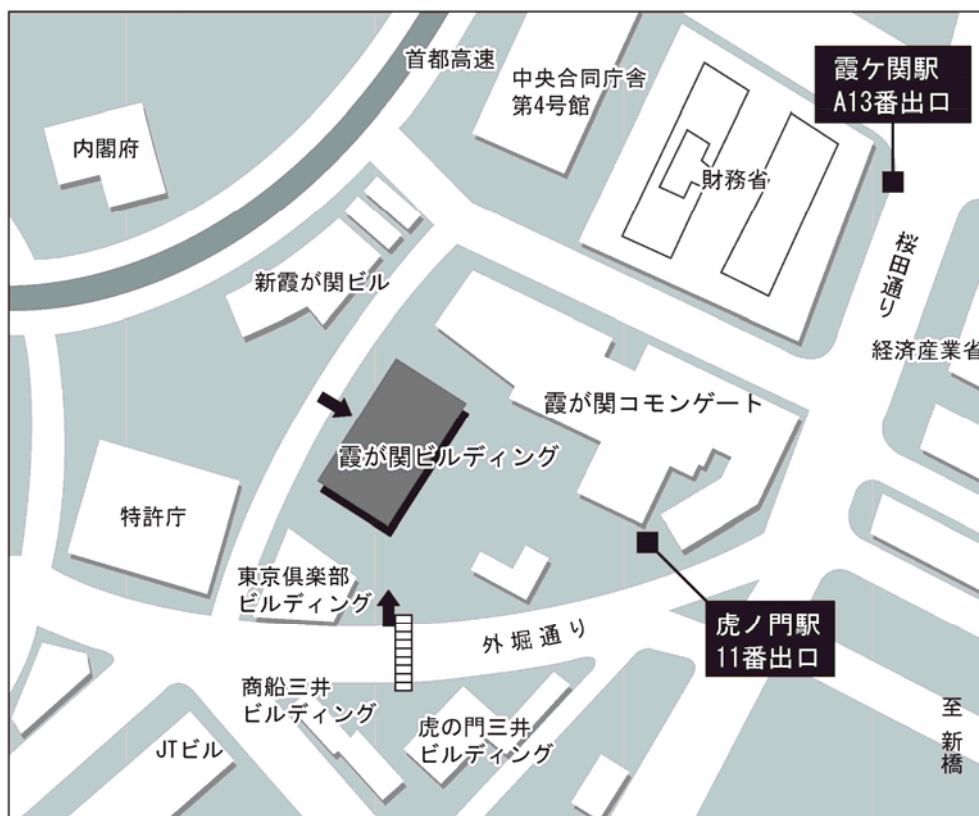 首都高速
中央合同庁舎
第4号館
霞ケ関駅
A13番出口
内閣府
財務省
桜田通り
新霞が関ビル
経済産業省
霞が関コモンゲート
霞が関ビルディング
特許庁
東京倶楽部
ビルディング
外堀通り
虎ノ門駅
11番出口
商船三井
ビルディング
虎の門三井
ビルディング
JTビル
至 新橋